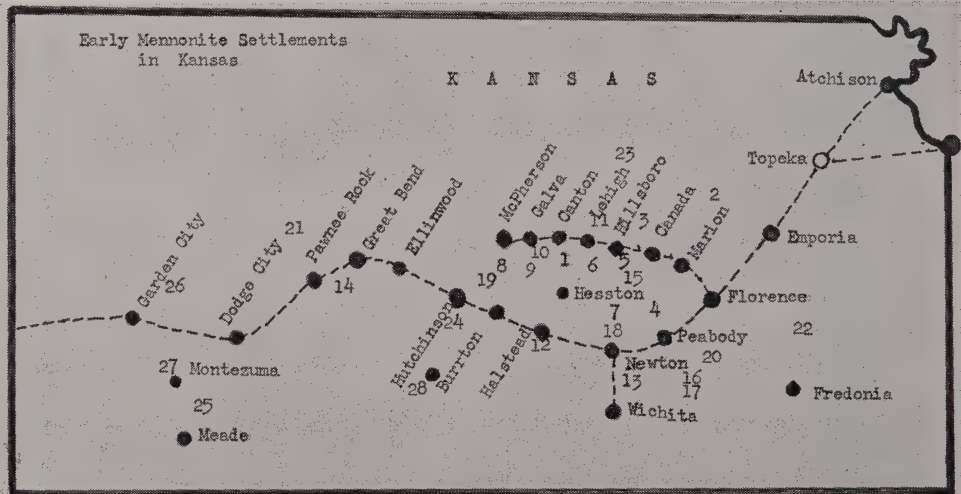 Early Mennonite Settlements
in Kansas
K A N S A S
Atchison
Topeka
Emporia
Florence
McPherson
Galva
Canton
Lehigh
23
Hillsboro
Canada
Marion
2
11
3
8
10
9
1
6
5
15
Garden City
26
Dodge City
21
Pawnee Rock
14
Great Bend
Ellinwood
19
Hutchinson
24
Burrton
28
Halstead
12
Hesston
7
4
18
Newton
13
Peabody
20
16
17
22
Wichita
Fredonia
27
Montezuma
25
Meade